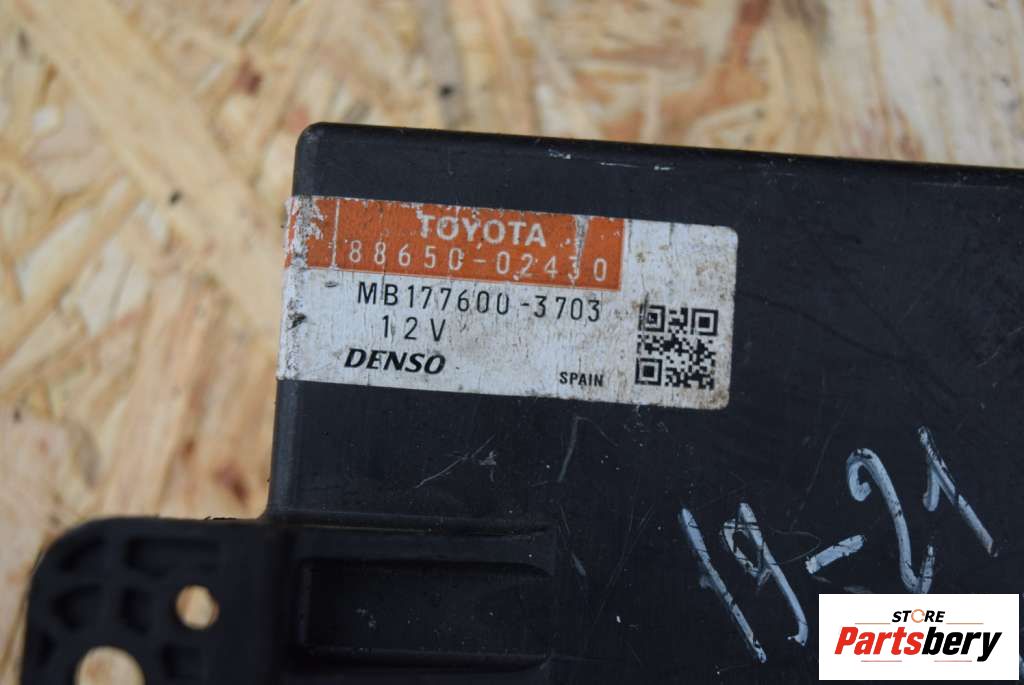 TOYOTA
88650-02430
MB177600-3703
12V
DENSO
SPAIN
19-21
STORE
Partsbery